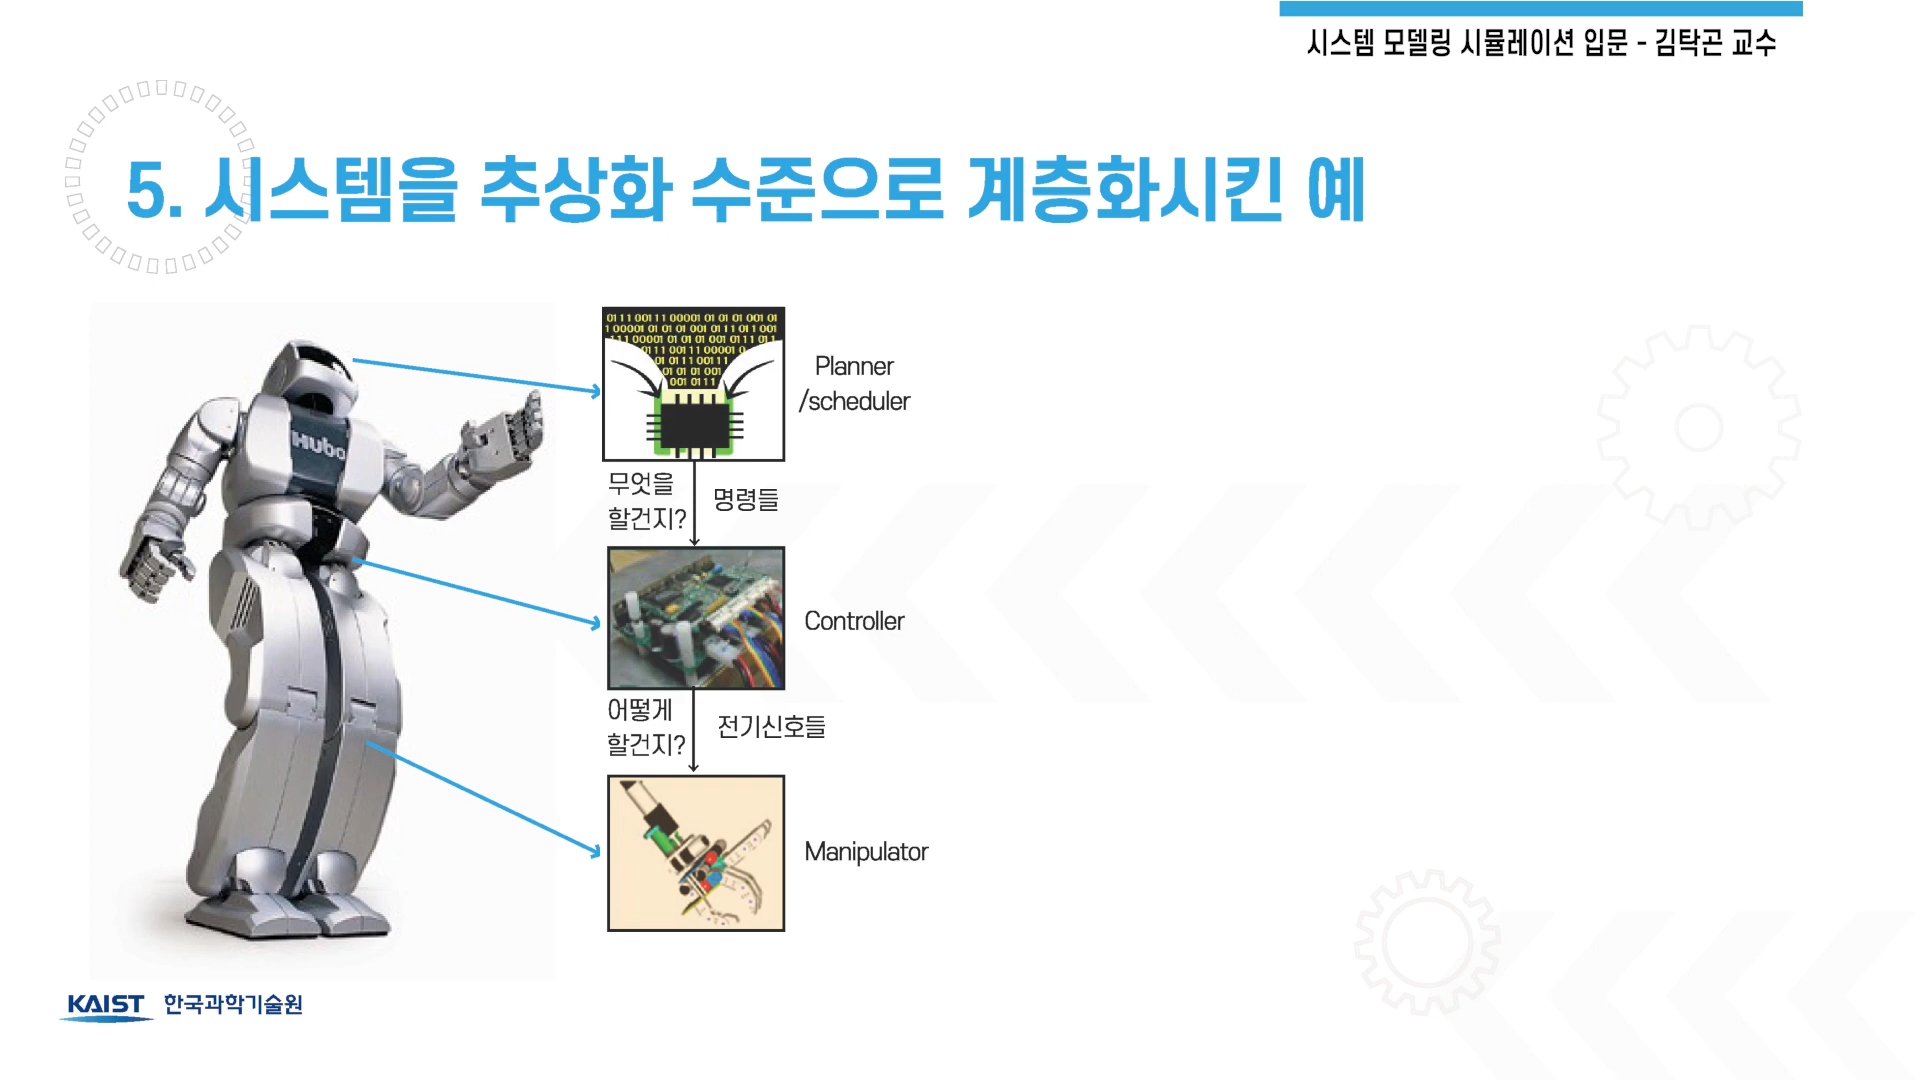 시스템 모델링 시뮬레이션 입문 - 김탁곤 교수
5. 시스템을 추상화 수준으로 계층화시킨 예
Hubo
Planner
/scheduler
무엇을
할건지?
명령들
Controller
어떻게
할건지?
전기신호들
Manipulator
KAIST 한국과학기술원